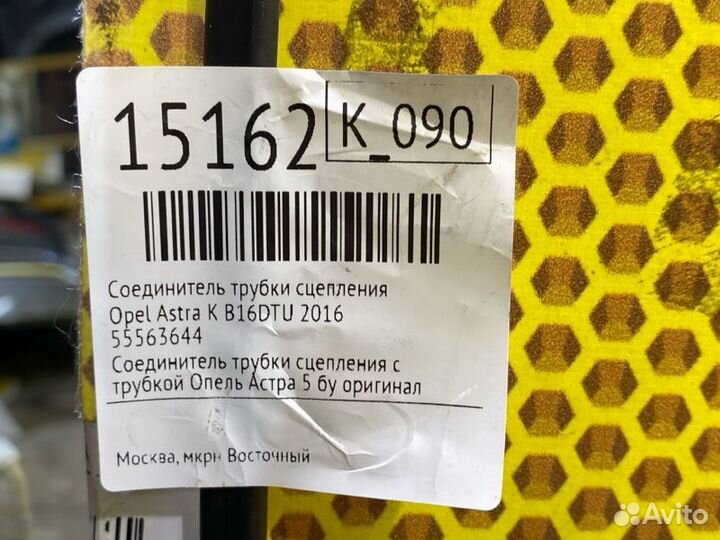 15162
K_090
Соединитель трубки сцепления
Opel Astra K B16DTU 2016
55563644
Соединитель трубки сцепления с
трубкой Опель Астра 5 бу оригинал
Москва, мкрн Восточный
Avito